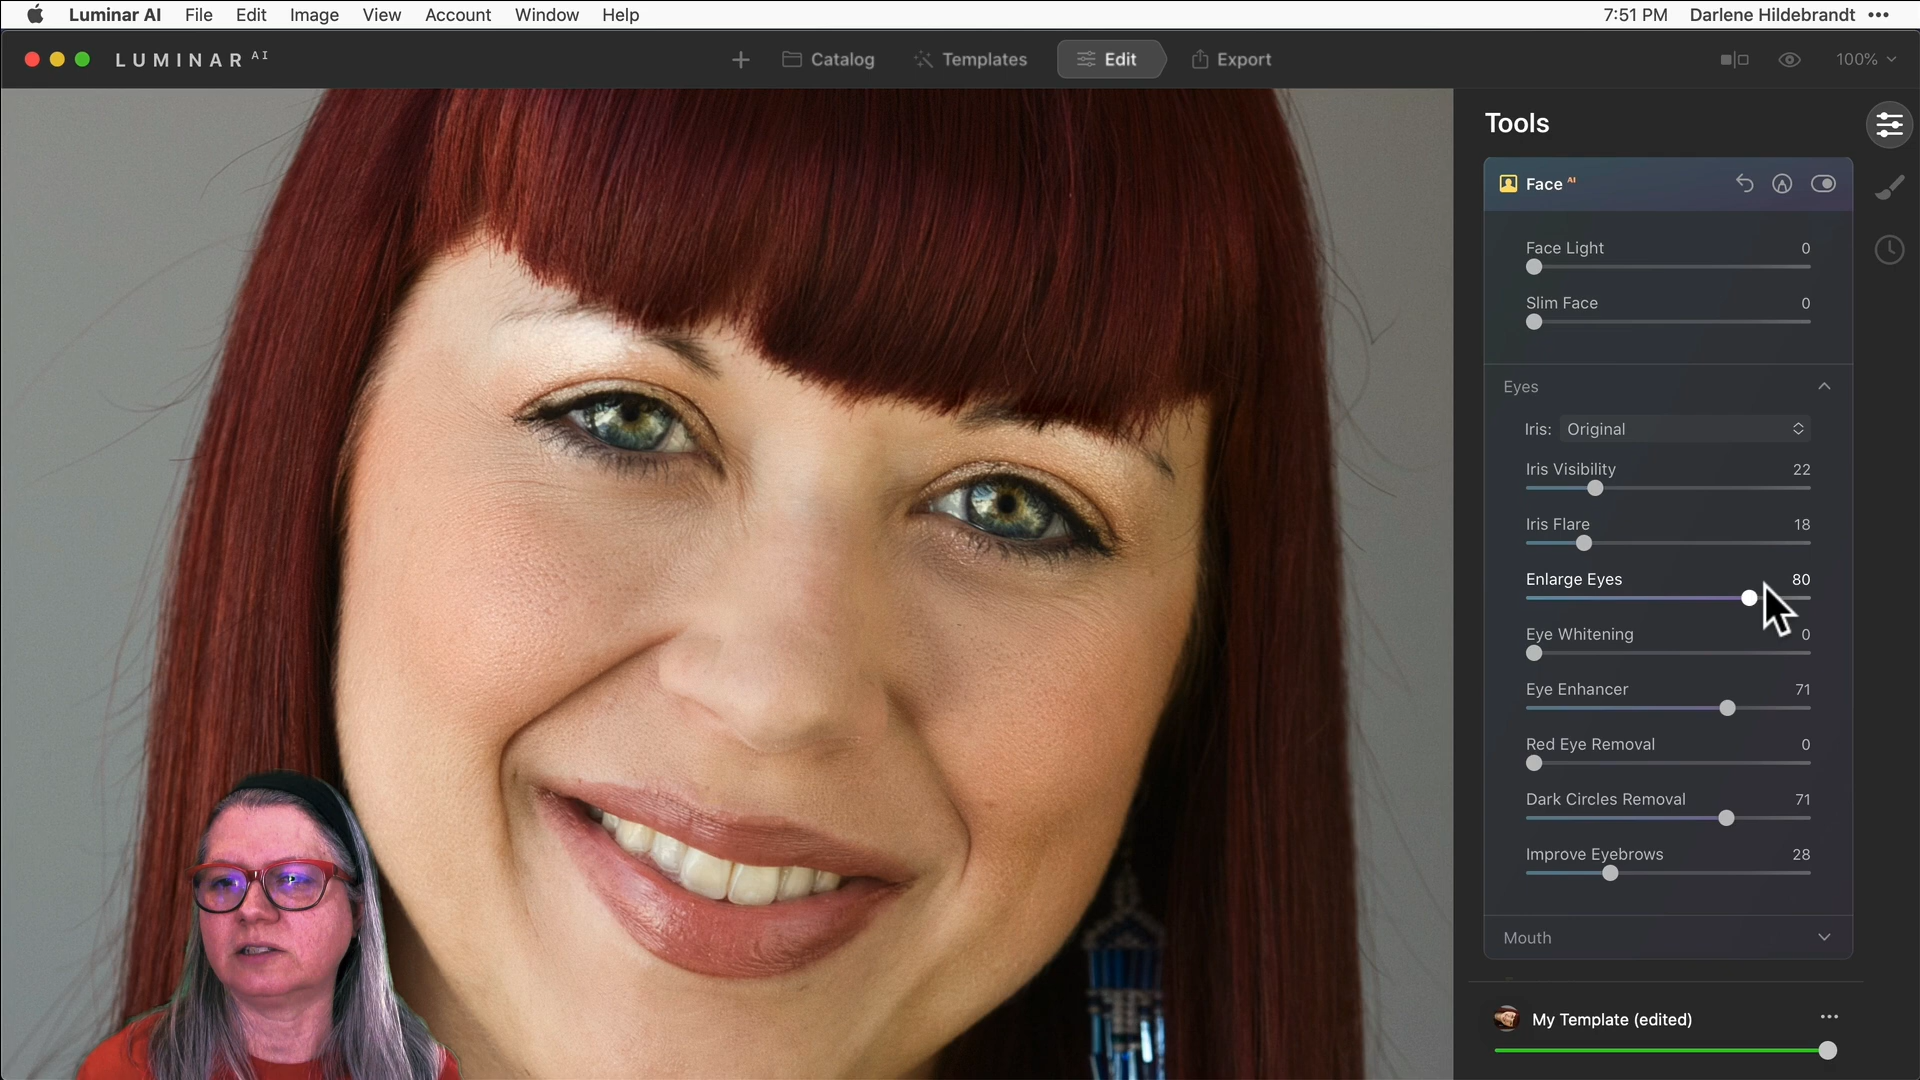 Luminar AI File Edit Image View Account Window Help 7:51 PM Darlene Hildebrandt
LUMINAR AI Catalog Templates Edit Export 100%
Tools
Face AI
Face Light 0
Slim Face 0
Eyes
Iris: Original
Iris Visibility 22
Iris Flare 18
Enlarge Eyes 80
Eye Whitening 0
Eye Enhancer 71
Red Eye Removal 0
Dark Circles Removal 71
Improve Eyebrows 28
Mouth
My Template (edited)